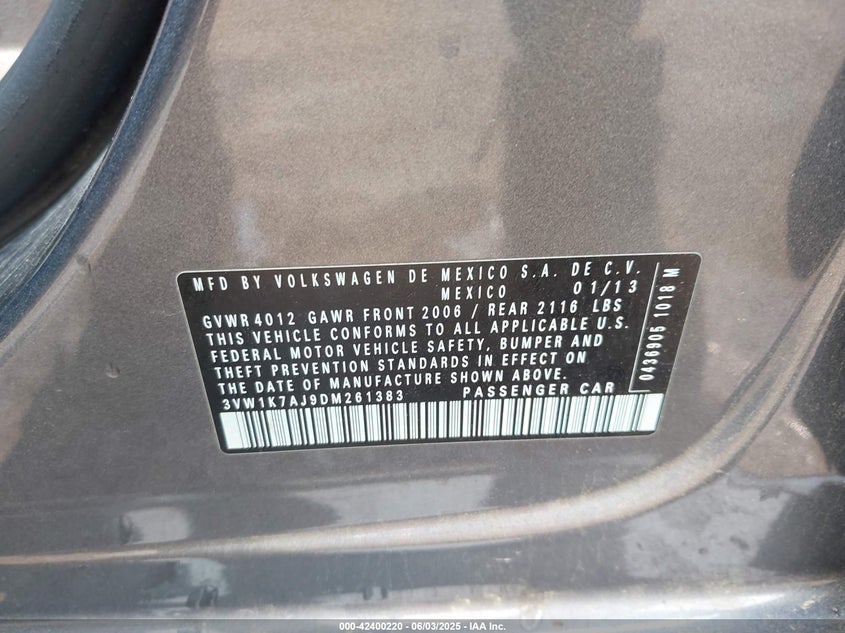 MFD BY VOLKSWAGEN DE MEXICO S.A. DE C.V.
MEXICO 01/13
GVWR 4012 GAWR FRONT 2006 / REAR 2116 LBS
THIS VEHICLE CONFORMS TO ALL APPLICABLE U.S.
FEDERAL MOTOR VEHICLE SAFETY, BUMPER AND
THEFT PREVENTION STANDARDS IN EFFECT ON
THE DATE OF MANUFACTURE SHOWN ABOVE.
3VW1K7AJ9DM261383 PASSENGER CAR
0436905 1018 M
000-42400220 - 06/03/2025 - IAA Inc.